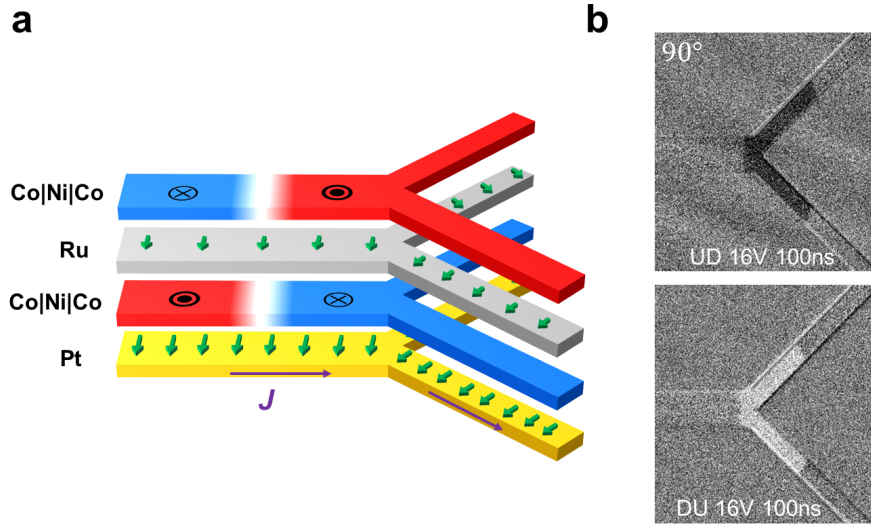 a
b
Co|Ni|Co
Ru
Co|Ni|Co
Pt
J
90°
UD 16V 100ns
DU 16V 100ns